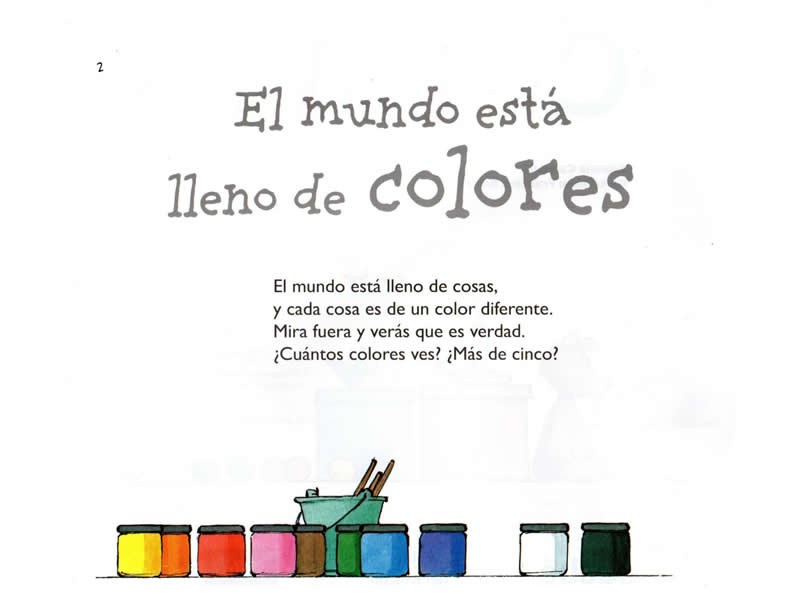 2
El mundo está
lleno de colores
El mundo está lleno de cosas,
y cada cosa es de un color diferente.
Mira fuera y verás que es verdad.
¿Cuántos colores ves? ¿Más de cinco?